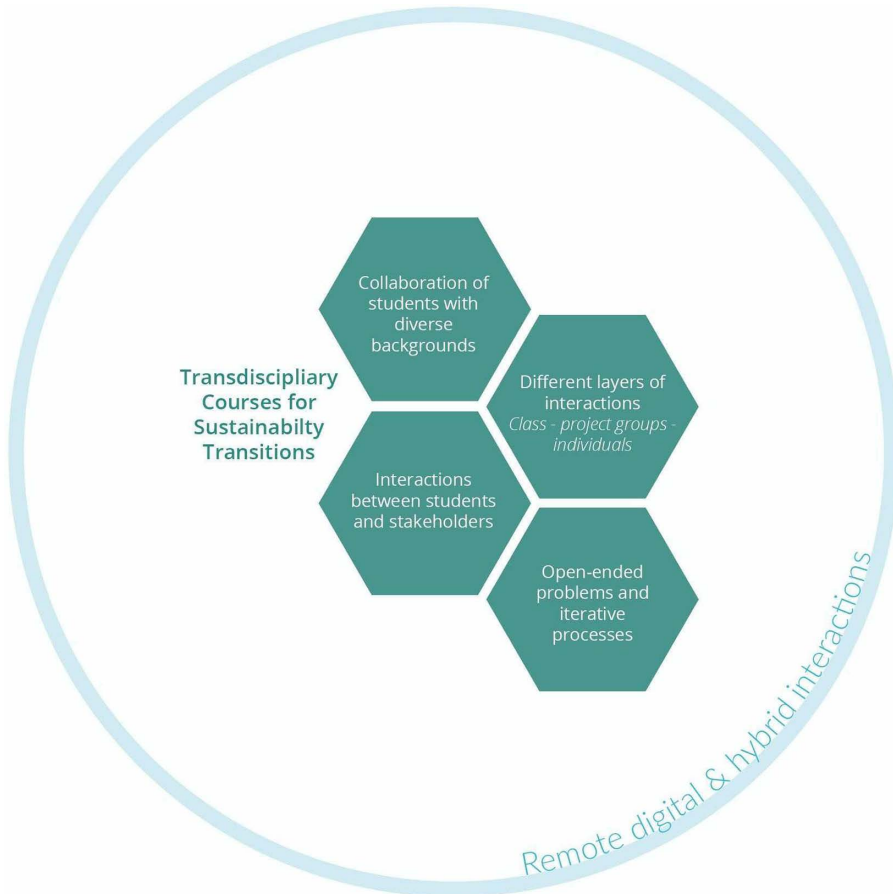 Collaboration of
students with
diverse
backgrounds
Transdiscipliary
Courses for
Sustainabilty
Transitions
Different layers of
interactions
Class - project groups -
individuals
Interactions
between students
and stakeholders
Open-ended
problems and
iterative
processes
Remote digital & hybrid interactions